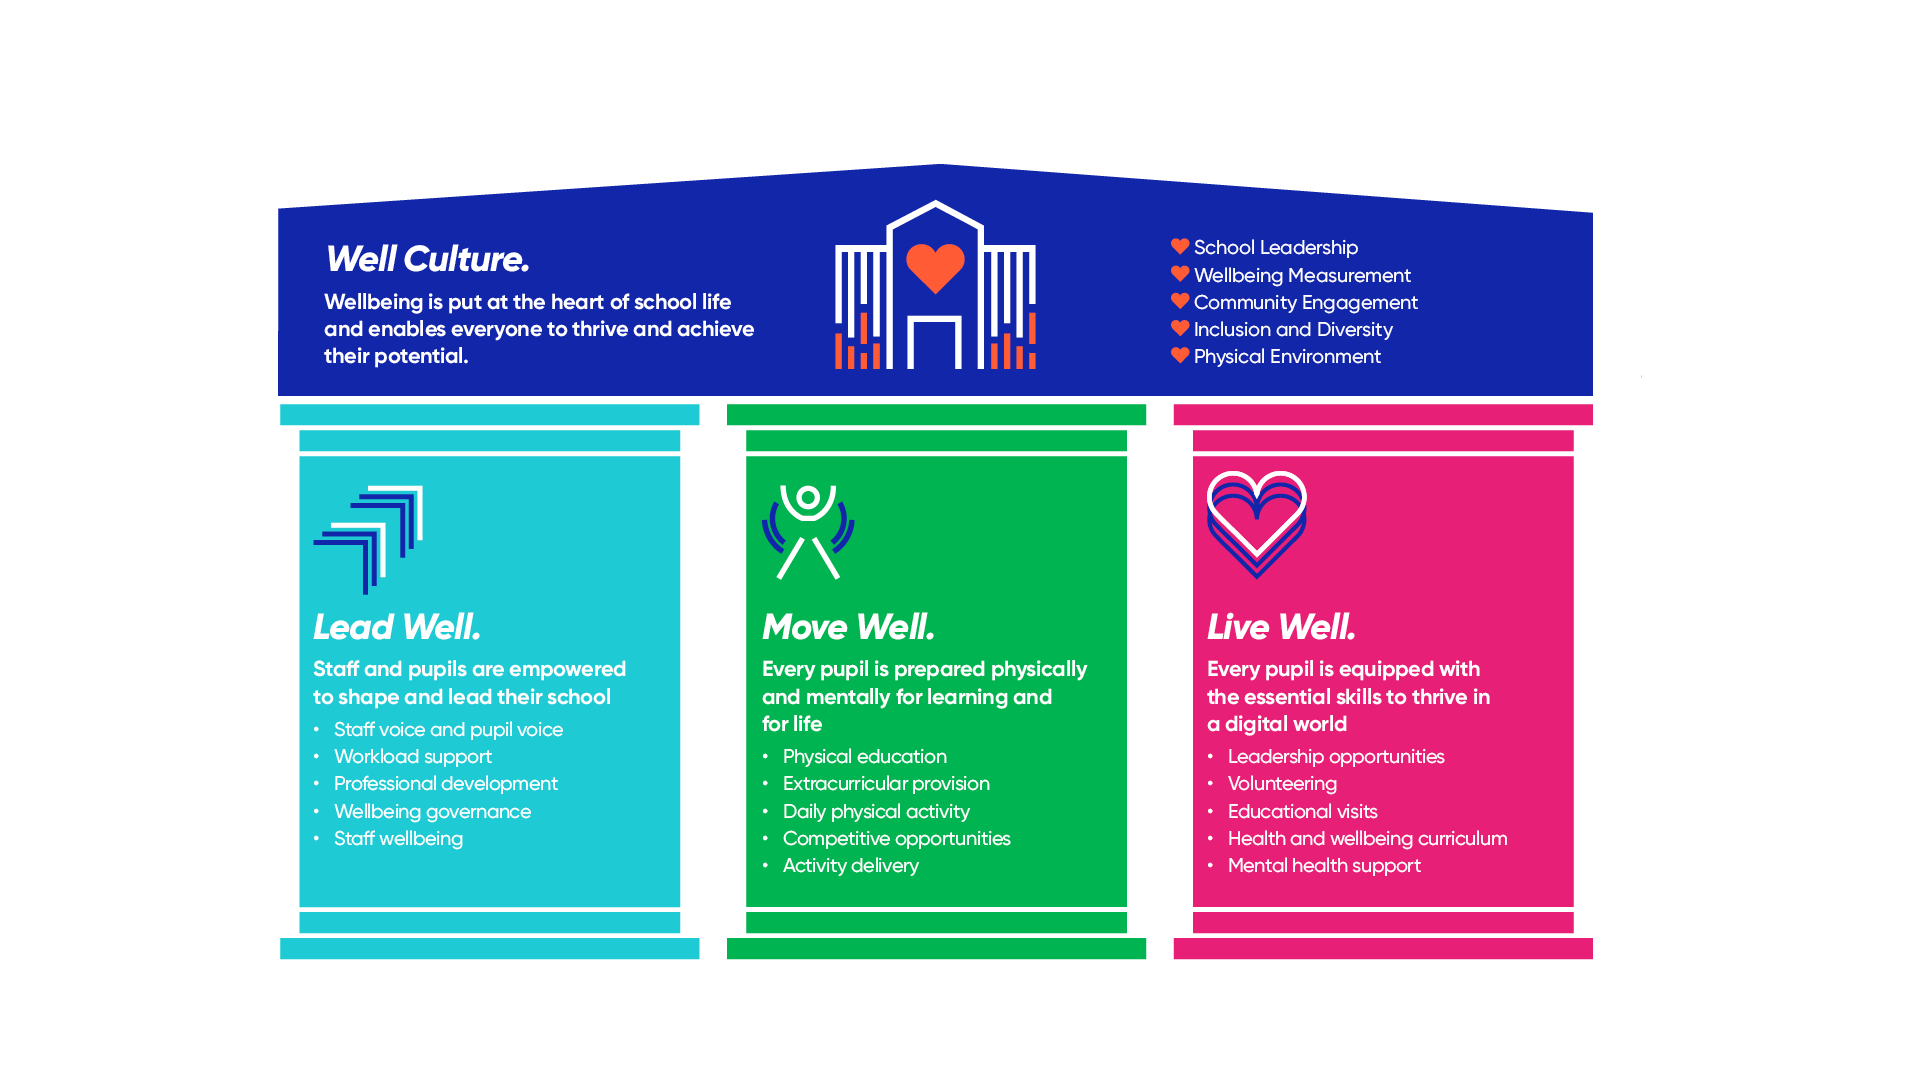 Well Culture.
Wellbeing is put at the heart of school life
and enables everyone to thrive and achieve
their potential.
School Leadership
Wellbeing Measurement
Community Engagement
Inclusion and Diversity
Physical Environment
Lead Well.
Staff and pupils are empowered
to shape and lead their school
• Staff voice and pupil voice
• Workload support
• Professional development
• Wellbeing governance
• Staff wellbeing
Move Well.
Every pupil is prepared physically
and mentally for learning and
for life
• Physical education
• Extracurricular provision
• Daily physical activity
• Competitive opportunities
• Activity delivery
Live Well.
Every pupil is equipped with
the essential skills to thrive in
a digital world
• Leadership opportunities
• Volunteering
• Educational visits
• Health and wellbeing curriculum
• Mental health support